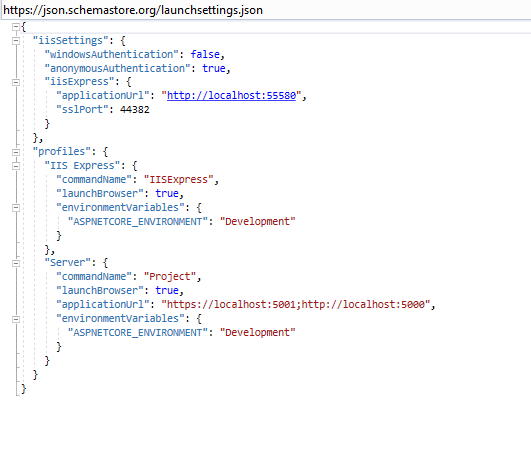 https://json.schemastore.org/launchsettings.json
{
  "iisSettings": {
    "windowsAuthentication": false,
    "anonymousAuthentication": true,
    "iisExpress": {
      "applicationUrl": "http://localhost:55580",
      "sslPort": 44382
    }
  },
  "profiles": {
    "IIS Express": {
      "commandName": "IISExpress",
      "launchBrowser": true,
      "environmentVariables": {
        "ASPNETCORE_ENVIRONMENT": "Development"
      }
    },
    "Server": {
      "commandName": "Project",
      "launchBrowser": true,
      "applicationUrl": "https://localhost:5001;http://localhost:5000",
      "environmentVariables": {
        "ASPNETCORE_ENVIRONMENT": "Development"
      }
    }
  }
}